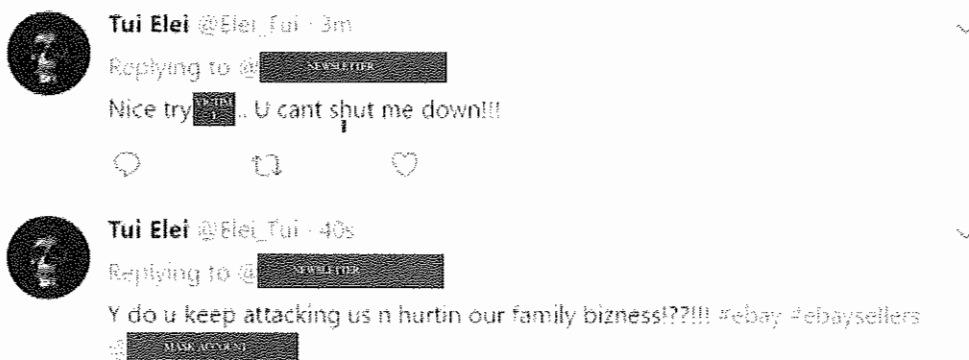 Tui Elei @Elei_Tui · 3m
Replying to @ NEWSLETTER
Nice try VICTIM 1 .. U cant shut me down!!!
Tui Elei @Elei_Tui · 40s
Replying to @ NEWSLETTER
Y do u keep attacking us n hurtin our family bizness!??!!! #ebay #ebaysellers
@ MASK ACCOUNT